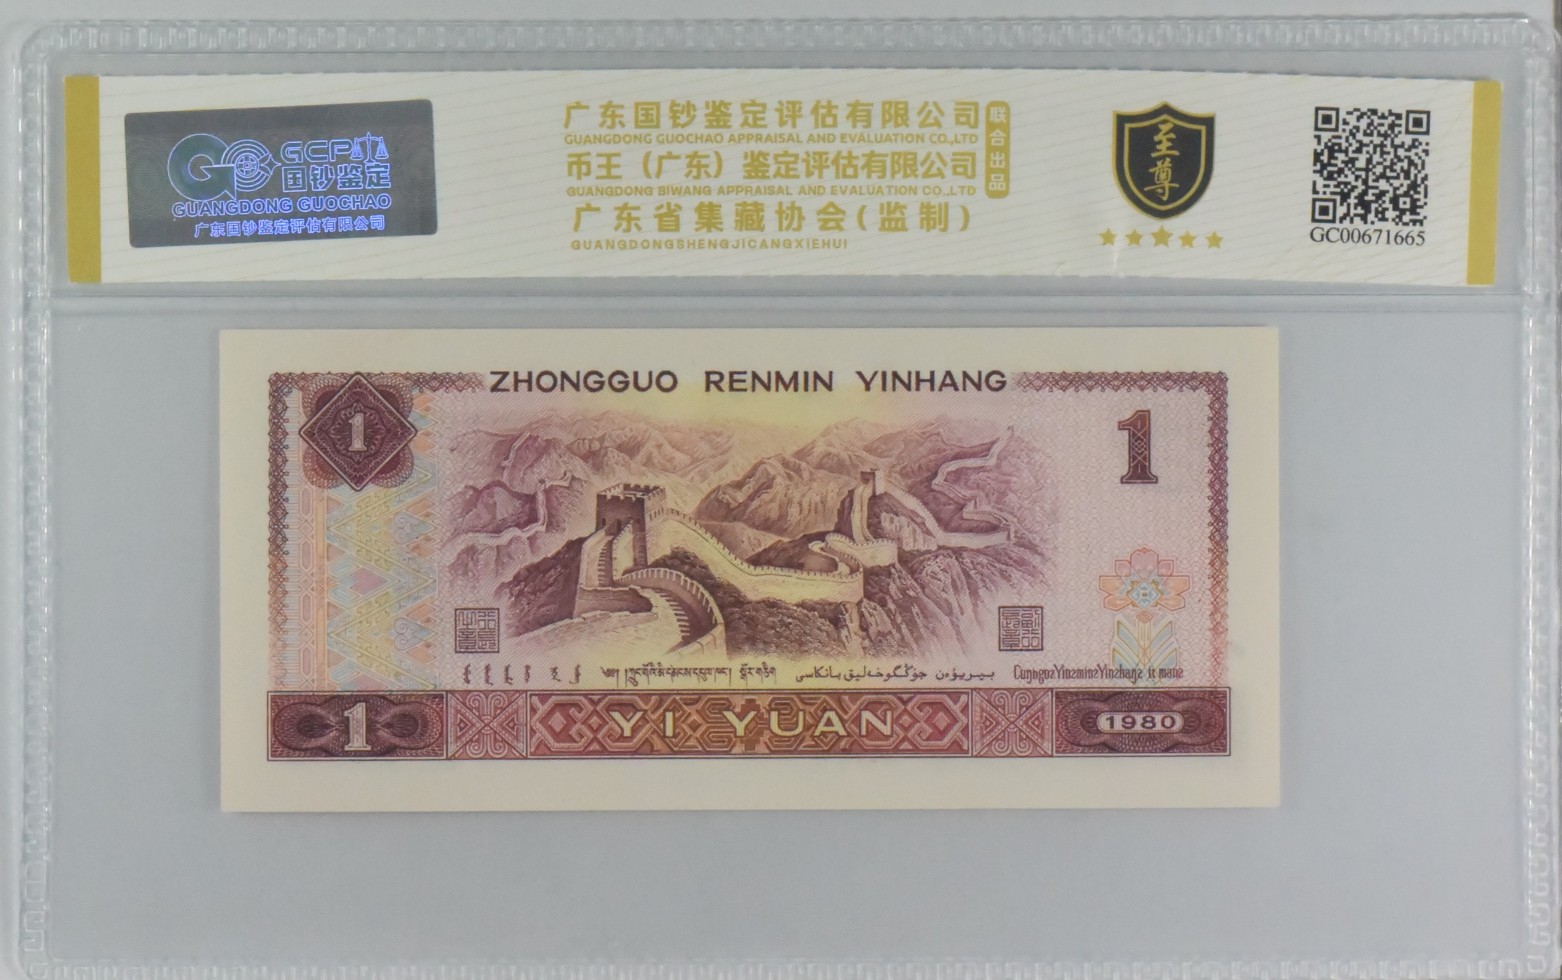 GCP
国钞鉴定
GUANGDONG GUOCHAO
广东国钞鉴定评估有限公司
广东国钞鉴定评估有限公司
GUANGDONG GUOCHAO APPRAISAL AND EVALUATION CO.,LTD
币王（广东）鉴定评估有限公司
GUANGDONG BIWANG APPRAISAL AND EVALUATION CO.,LTD
广东省集藏协会(监制)
GUANGDONGSHENGJICANGXIEHUI
联合出品
至尊
GC00671665
ZHONGGUO RENMIN YINHANG
1
1
جۇڭگوخەلىق بانكاسى بىريۈەن
1
YI YUAN
1980